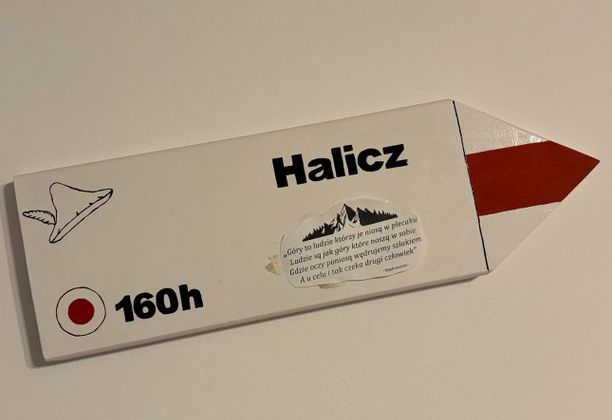 Halicz
„Góry to ludzie którzy je niosą w plecaku
Ludzie są jak góry które noszą w sobie
Gdzie oczy poniosą wędrujemy szlakiem
A u celu i tak czeka drugi człowiek"
160h